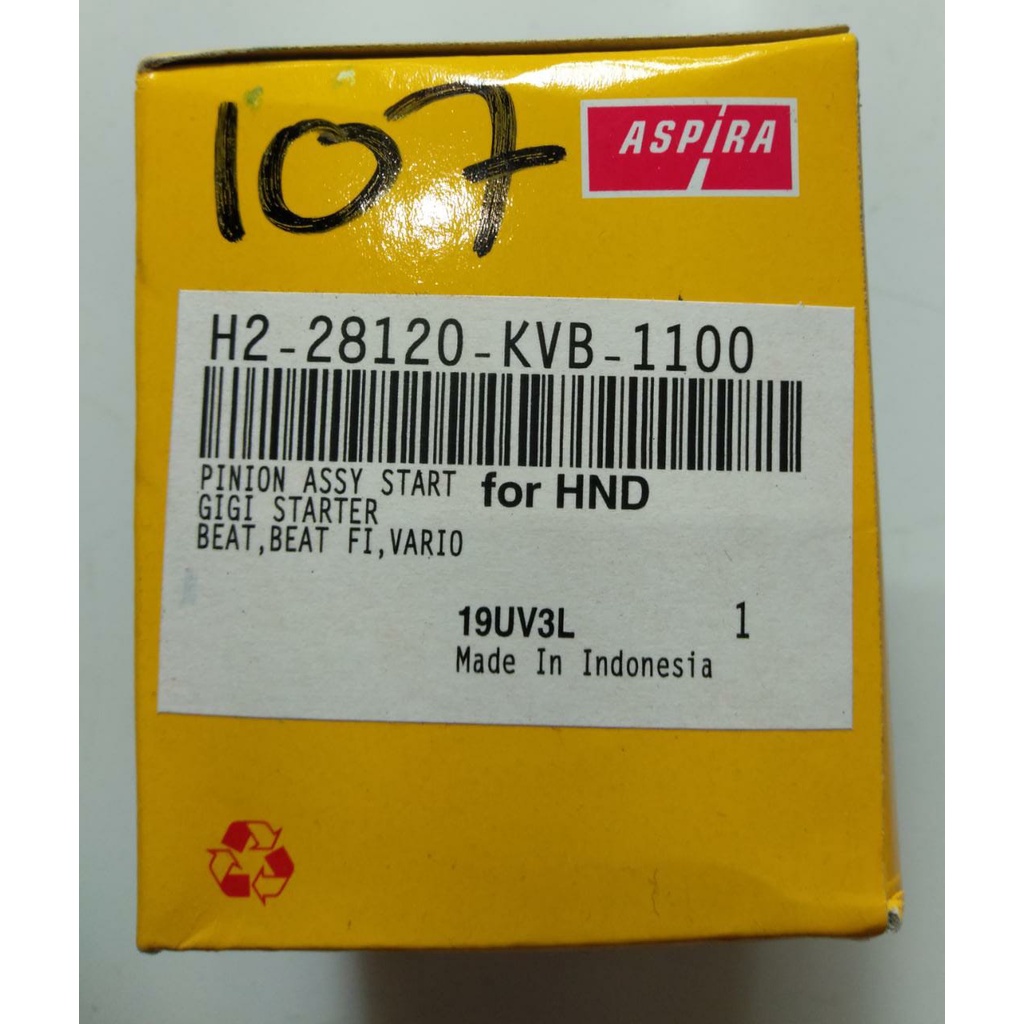 107
ASPIRA
H2-28120-KVB-1100
PINION ASSY START for HND
GIGI STARTER
BEAT,BEAT FI,VARIO
19UV3L 1
Made In Indonesia